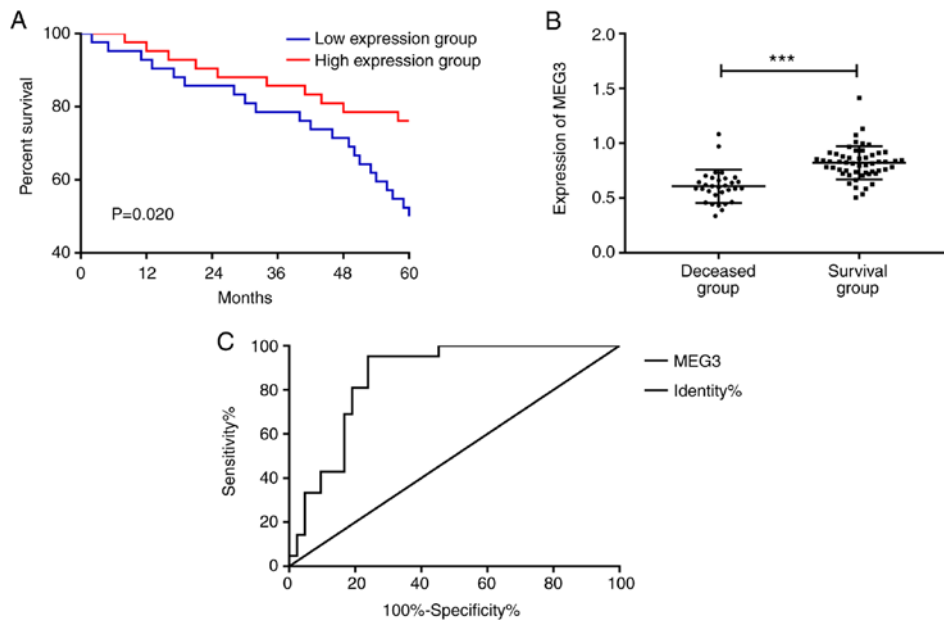 A
100
80
60
40
Percent survival
Low expression group
High expression group
P=0.020
0 12 24 36 48 60
Months
B
2.0
1.5
1.0
0.5
0.0
Expression of MEG3
***
Deceased
group
Survival
group
C
100
80
60
40
20
0
Sensitivity%
MEG3
Identity%
0 20 40 60 80 100
100%-Specificity%